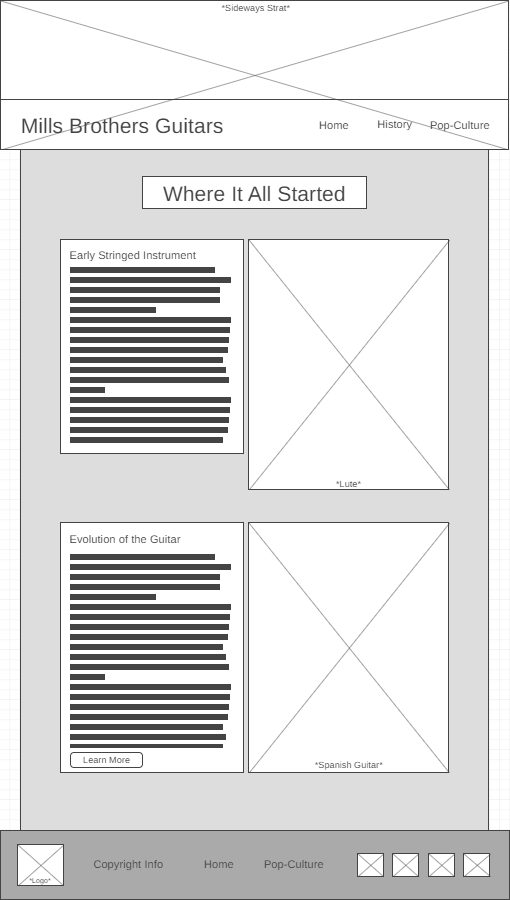 *Sideways Strat*
Mills Brothers Guitars
Home History Pop-Culture
Where It All Started
Early Stringed Instrument
*Lute*
Evolution of the Guitar
Learn More
*Spanish Guitar*
*Logo*
Copyright Info Home Pop-Culture